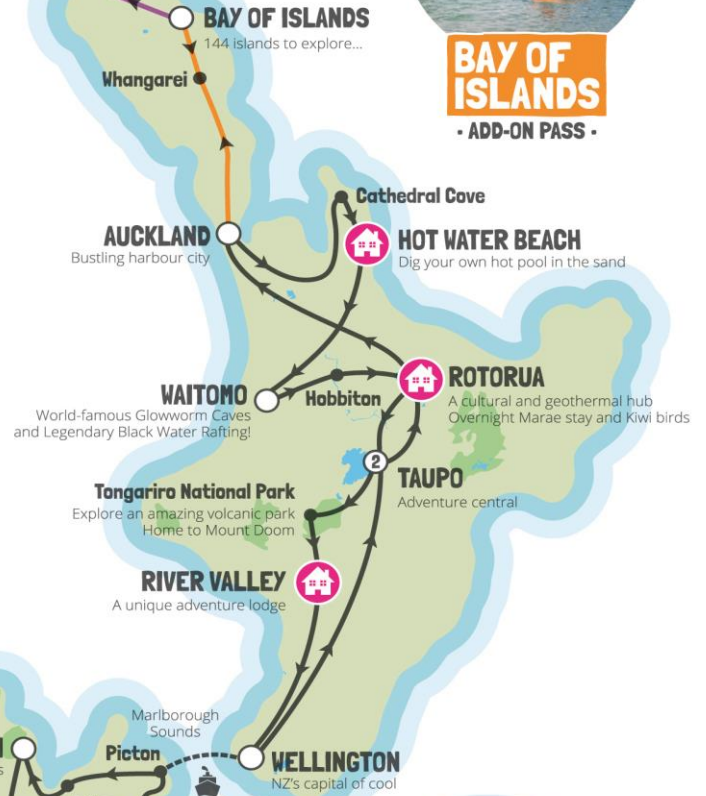 BAY OF ISLANDS
144 islands to explore...
Whangarei
BAY OF
ISLANDS
• ADD-ON PASS •
Cathedral Cove
AUCKLAND
Bustling harbour city
HOT WATER BEACH
Dig your own hot pool in the sand
WAITOMO
World-famous Glowworm Caves
and Legendary Black Water Rafting!
Hobbiton
ROTORUA
A cultural and geothermal hub
Overnight Marae stay and Kiwi birds
2
TAUPO
Adventure central
Tongariro National Park
Explore an amazing volcanic park
Home to Mount Doom
RIVER VALLEY
A unique adventure lodge
Marlborough
Sounds
Picton
WELLINGTON
NZ's capital of cool